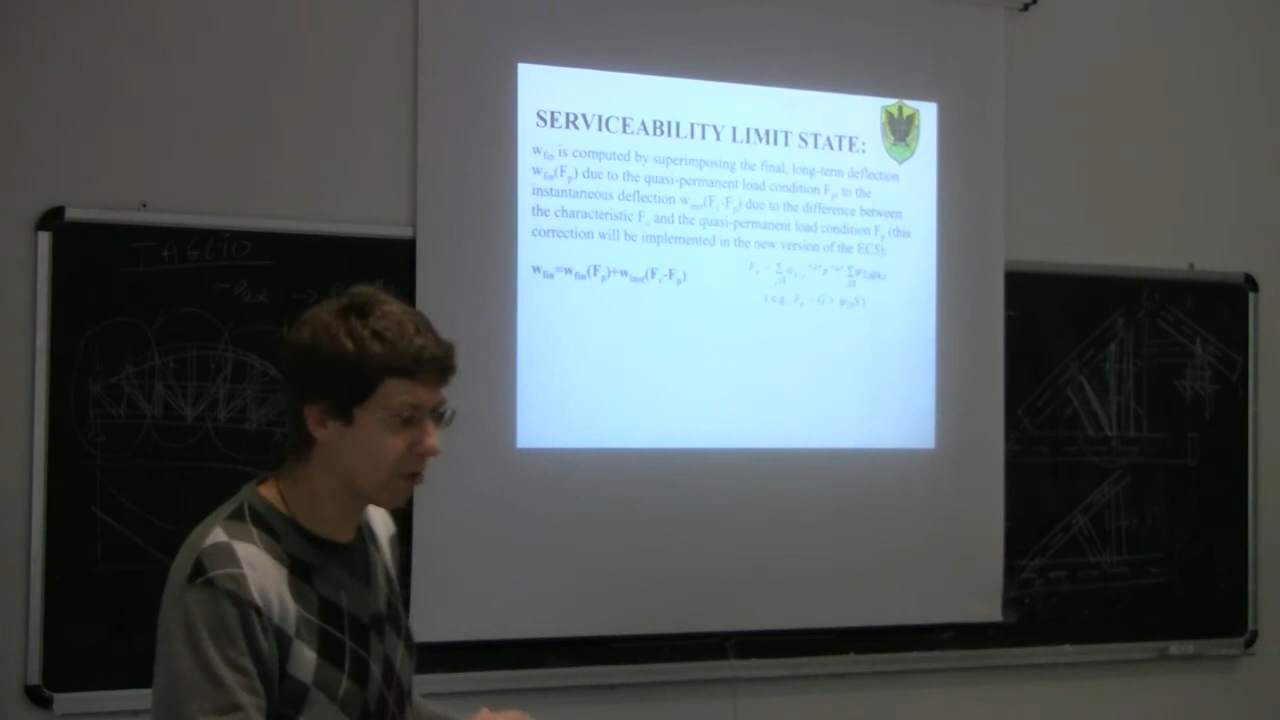 SERVICEABILITY LIMIT STATE:
w_fin is computed by superimposing the final, long-term deflection
w_fin(F_p) due to the quasi-permanent load condition F_p, to the
instantaneous deflection w_inst(F_c-F_p) due to the difference between
the characteristic F_c and the quasi-permanent load condition F_p (this
correction will be implemented in the new version of the EC5):
w_fin=w_fin(F_p)+w_inst(F_c-F_p)
TAGLIO